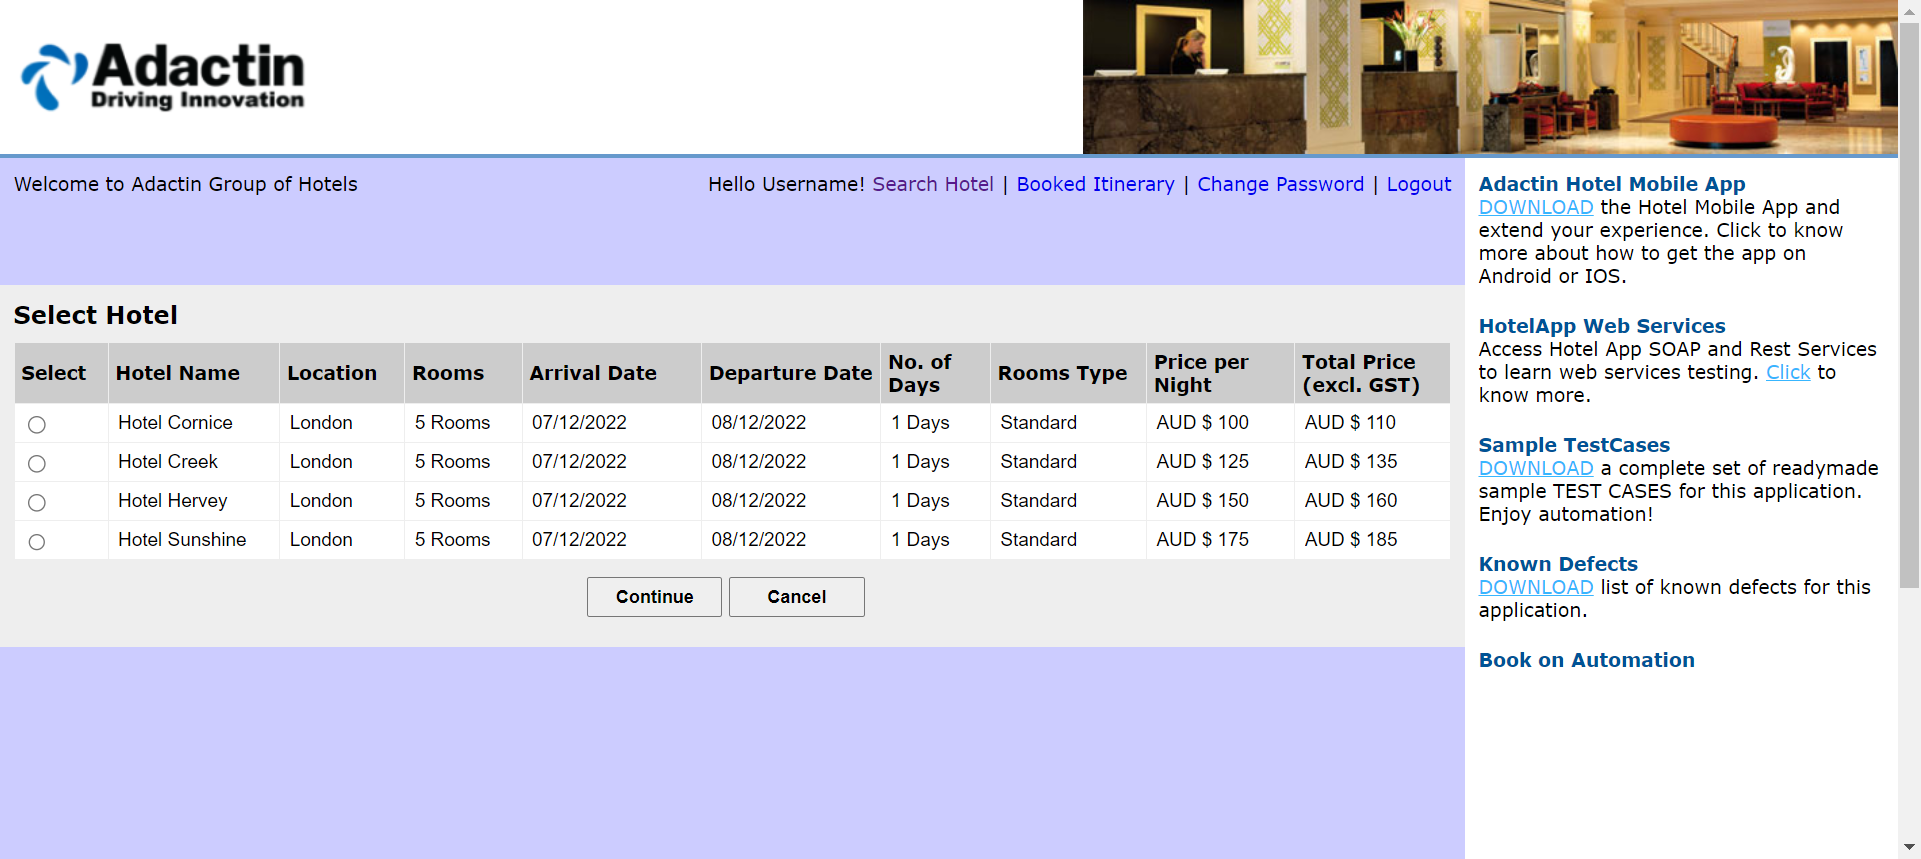 Adactin
Driving Innovation
Welcome to Adactin Group of Hotels
Hello Username! Search Hotel | Booked Itinerary | Change Password | Logout
Select Hotel
Select Hotel Name Location Rooms Arrival Date Departure Date No. of Days Rooms Type Price per Night Total Price (excl. GST)
Hotel Cornice London 5 Rooms 07/12/2022 08/12/2022 1 Days Standard AUD $ 100 AUD $ 110
Hotel Creek London 5 Rooms 07/12/2022 08/12/2022 1 Days Standard AUD $ 125 AUD $ 135
Hotel Hervey London 5 Rooms 07/12/2022 08/12/2022 1 Days Standard AUD $ 150 AUD $ 160
Hotel Sunshine London 5 Rooms 07/12/2022 08/12/2022 1 Days Standard AUD $ 175 AUD $ 185
Continue Cancel
Adactin Hotel Mobile App
DOWNLOAD the Hotel Mobile App and
extend your experience. Click to know
more about how to get the app on
Android or IOS.
HotelApp Web Services
Access Hotel App SOAP and Rest Services
to learn web services testing. Click to
know more.
Sample TestCases
DOWNLOAD a complete set of readymade
sample TEST CASES for this application.
Enjoy automation!
Known Defects
DOWNLOAD list of known defects for this
application.
Book on Automation